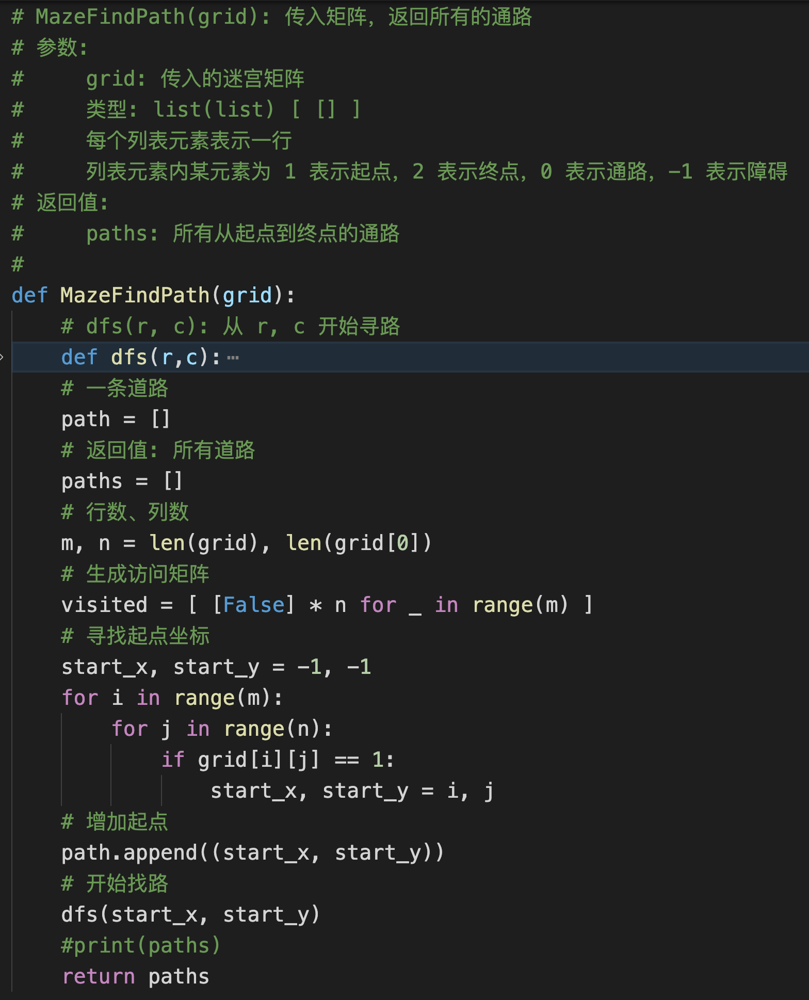 # MazeFindPath(grid): 传入矩阵，返回所有的通路
# 参数:
#     grid: 传入的迷宫矩阵
#     类型: list(list) [ [] ]
#     每个列表元素表示一行
#     列表元素内某元素为 1 表示起点，2 表示终点，0 表示通路，-1 表示障碍
# 返回值:
#     paths: 所有从起点到终点的通路
#
def MazeFindPath(grid):
    # dfs(r, c): 从 r, c 开始寻路
    def dfs(r,c):⋯
    # 一条道路
    path = []
    # 返回值: 所有道路
    paths = []
    # 行数、列数
    m, n = len(grid), len(grid[0])
    # 生成访问矩阵
    visited = [ [False] * n for _ in range(m) ]
    # 寻找起点坐标
    start_x, start_y = -1, -1
    for i in range(m):
        for j in range(n):
            if grid[i][j] == 1:
                start_x, start_y = i, j
    # 增加起点
    path.append((start_x, start_y))
    # 开始找路
    dfs(start_x, start_y)
    #print(paths)
    return paths